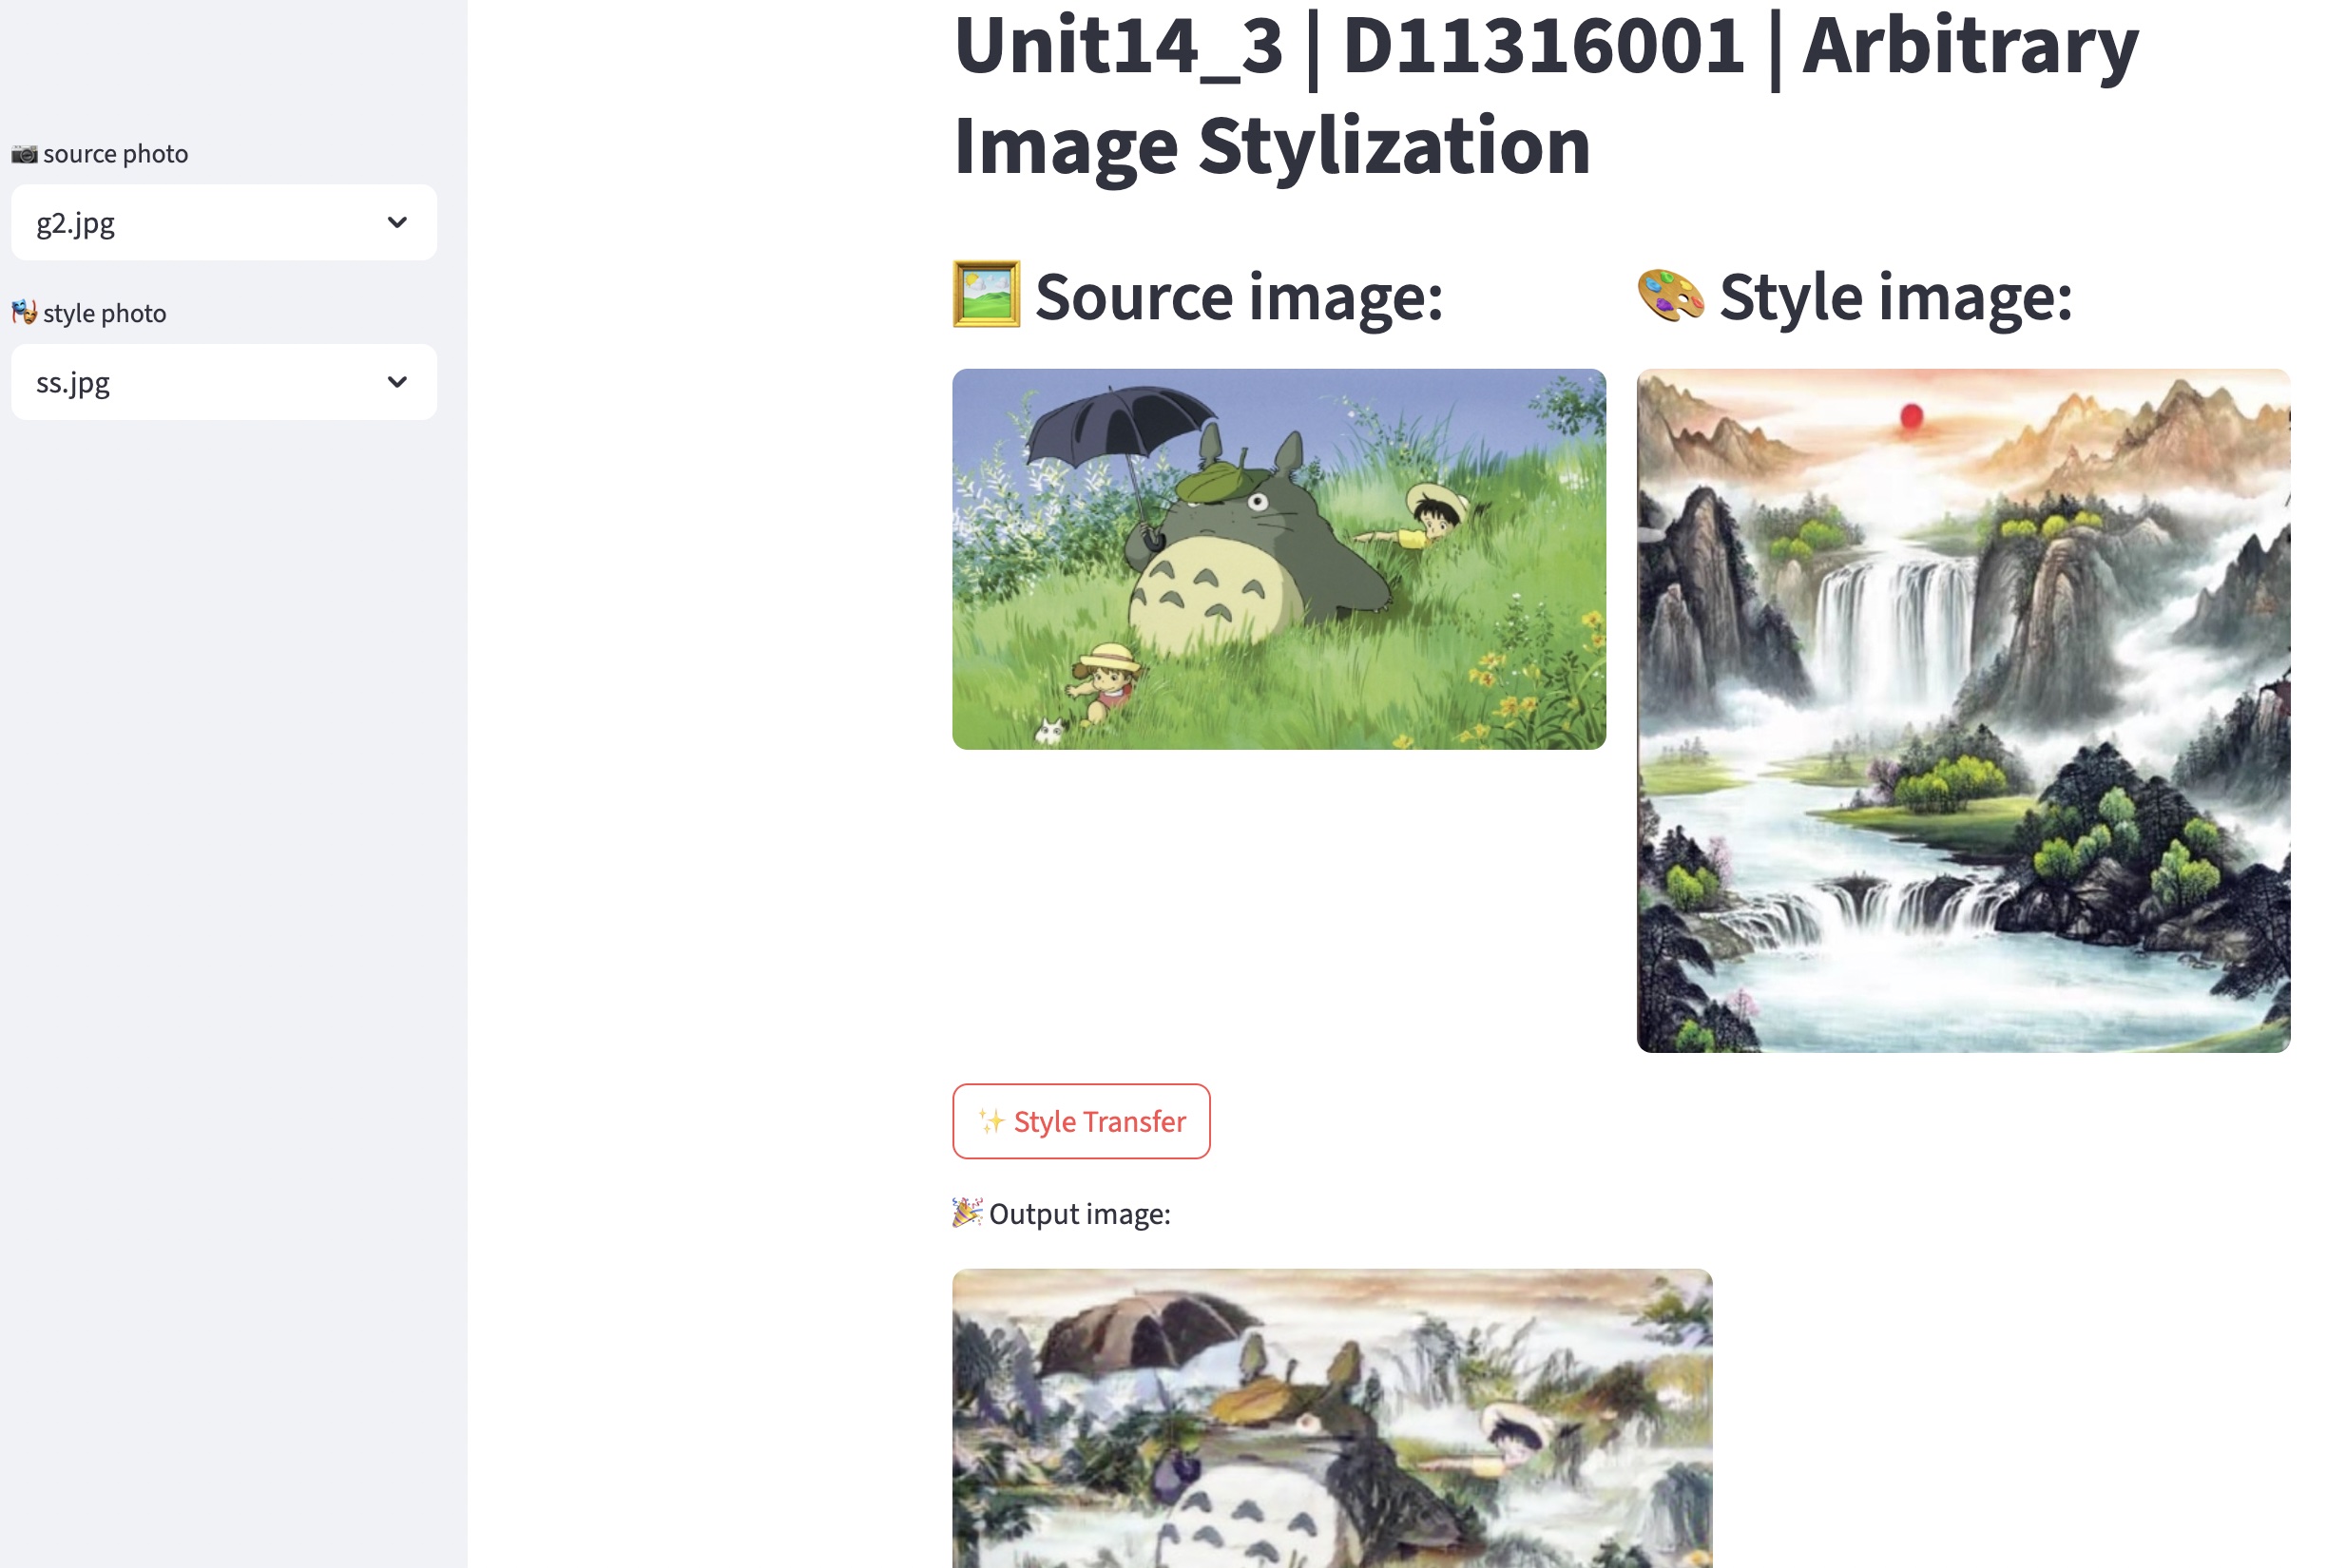 Unit14_3 | D11316001 | Arbitrary
Image Stylization
source photo
g2.jpg
style photo
ss.jpg
Source image:
Style image:
Style Transfer
Output image: